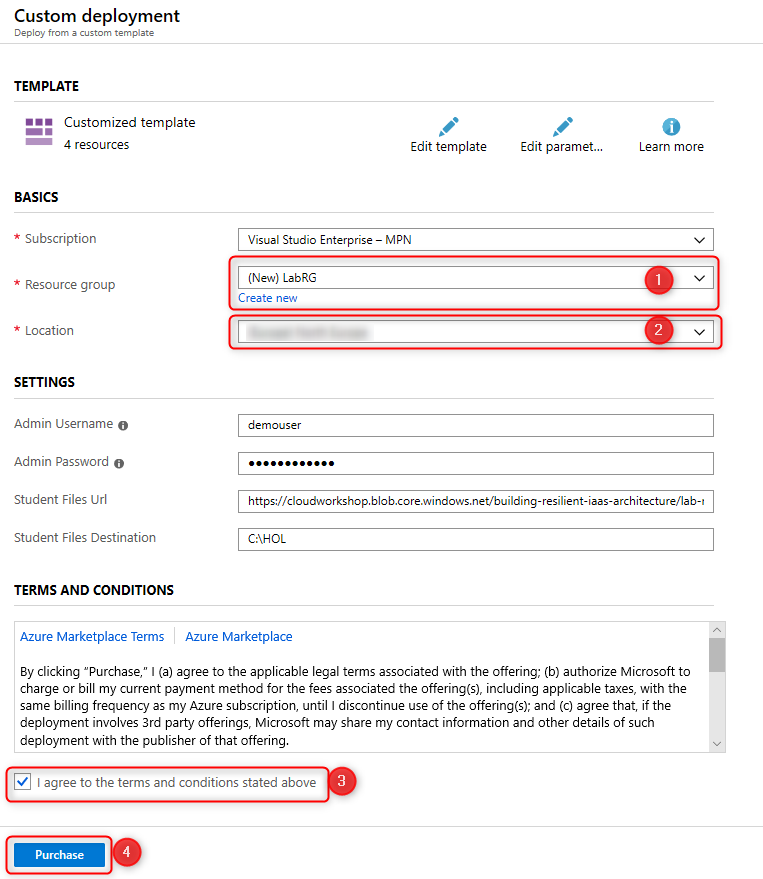 Custom deployment
Deploy from a custom template
TEMPLATE
Customized template
4 resources
Edit template
Edit paramet...
Learn more
BASICS
* Subscription
Visual Studio Enterprise – MPN
* Resource group
(New) LabRG
1
Create new
* Location
2
SETTINGS
Admin Username
demouser
Admin Password
••••••••••••
Student Files Url
https://cloudworkshop.blob.core.windows.net/building-resilient-iaas-architecture/lab-r
Student Files Destination
C:\HOL
TERMS AND CONDITIONS
Azure Marketplace Terms
Azure Marketplace
By clicking “Purchase,” I (a) agree to the applicable legal terms associated with the offering; (b) authorize Microsoft to
charge or bill my current payment method for the fees associated the offering(s), including applicable taxes, with the
same billing frequency as my Azure subscription, until I discontinue use of the offering(s); and (c) agree that, if the
deployment involves 3rd party offerings, Microsoft may share my contact information and other details of such
deployment with the publisher of that offering.
I agree to the terms and conditions stated above
3
Purchase
4